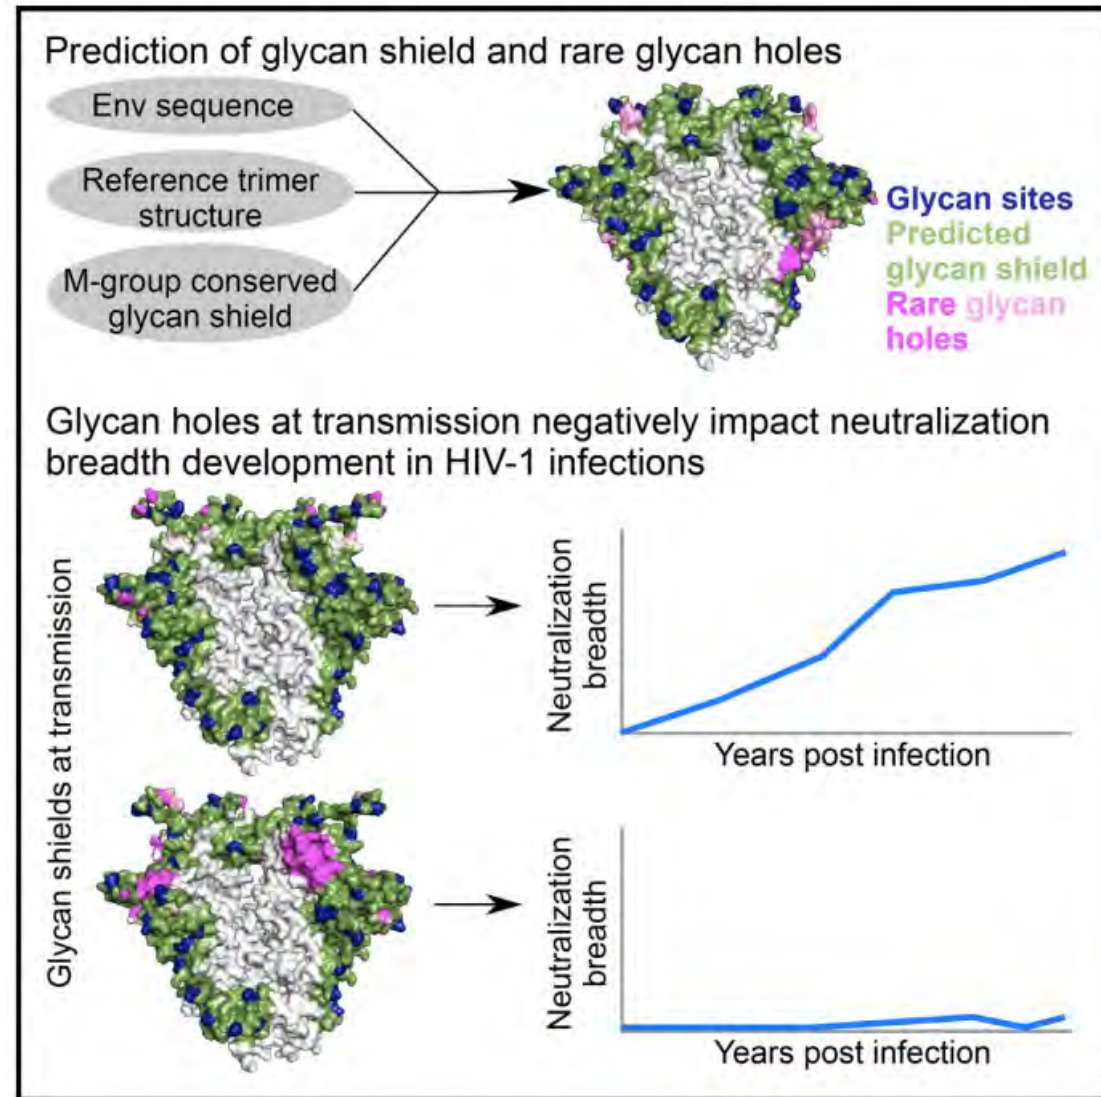 Prediction of glycan shield and rare glycan holes
Env sequence
Reference trimer
structure
M-group conserved
glycan shield
Glycan sites
Predicted
glycan shield
Rare glycan
holes
Glycan holes at transmission negatively impact neutralization
breadth development in HIV-1 infections
Glycan shields at transmission
Neutralization
breadth
Years post infection
Neutralization
breadth
Years post infection